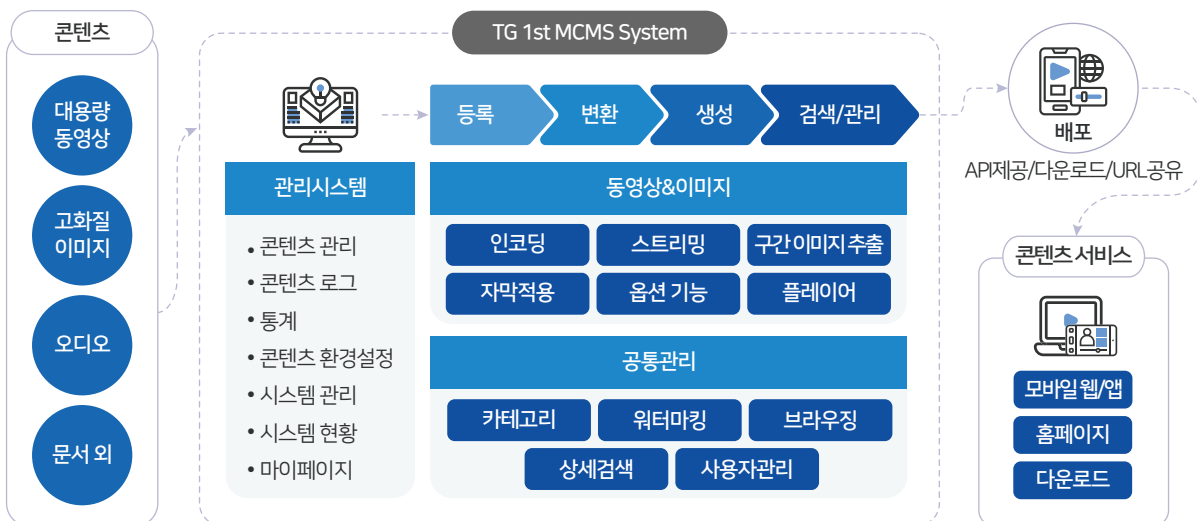 콘텐츠
대용량
동영상
고화질
이미지
오디오
문서 외
TG 1st MCMS System
등록
변환
생성
검색/관리
관리시스템
• 콘텐츠 관리
• 콘텐츠 로그
• 통계
• 콘텐츠 환경설정
• 시스템 관리
• 시스템 현황
• 마이페이지
동영상&이미지
인코딩
스트리밍
구간 이미지 추출
자막적용
옵션 기능
플레이어
공통관리
카테고리
워터마킹
브라우징
상세검색
사용자관리
배포
API제공/다운로드/URL공유
콘텐츠 서비스
모바일 웹/앱
홈페이지
다운로드